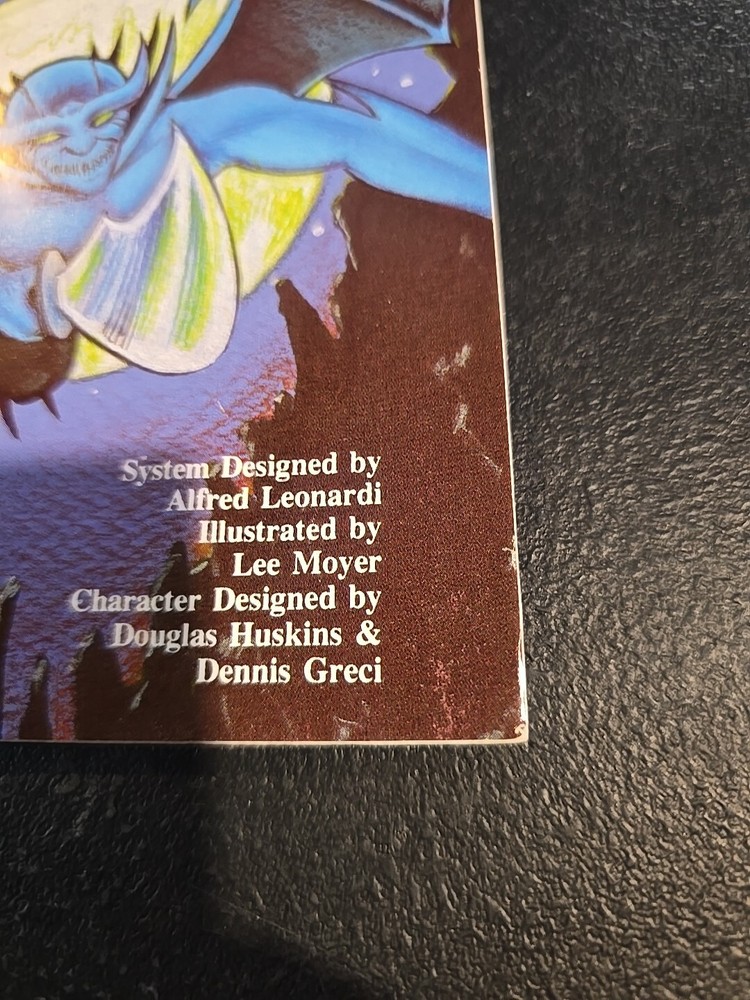 System Designed by
Alfred Leonardi
Illustrated by
Lee Moyer
Character Designed by
Douglas Huskins &
Dennis Greci